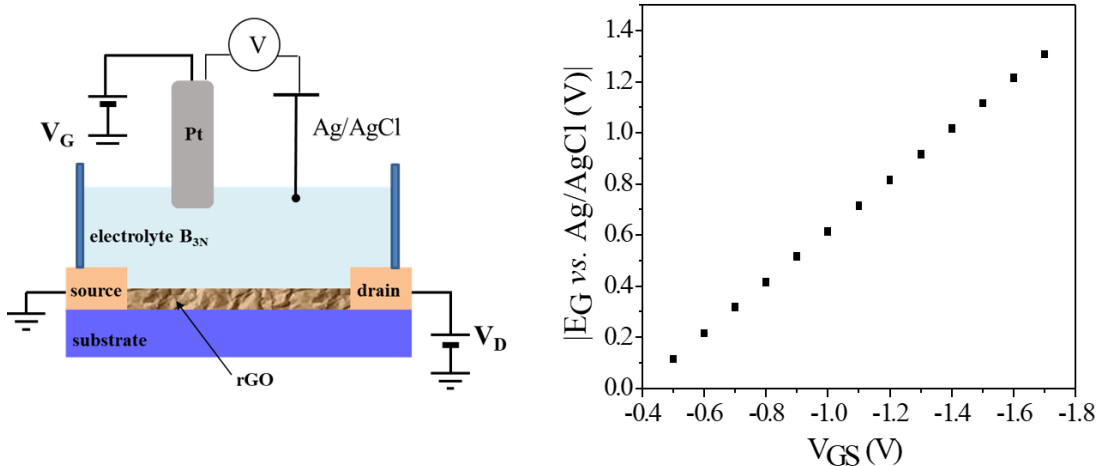 V
V_G
Pt
Ag/AgCl
electrolyte B_3N
source
drain
substrate
V_D
rGO
|E_G vs. Ag/AgCl (V)|
1.4
1.2
1.0
0.8
0.6
0.4
0.2
0.0
-0.4 -0.6 -0.8 -1.0 -1.2 -1.4 -1.6 -1.8
V_GS (V)